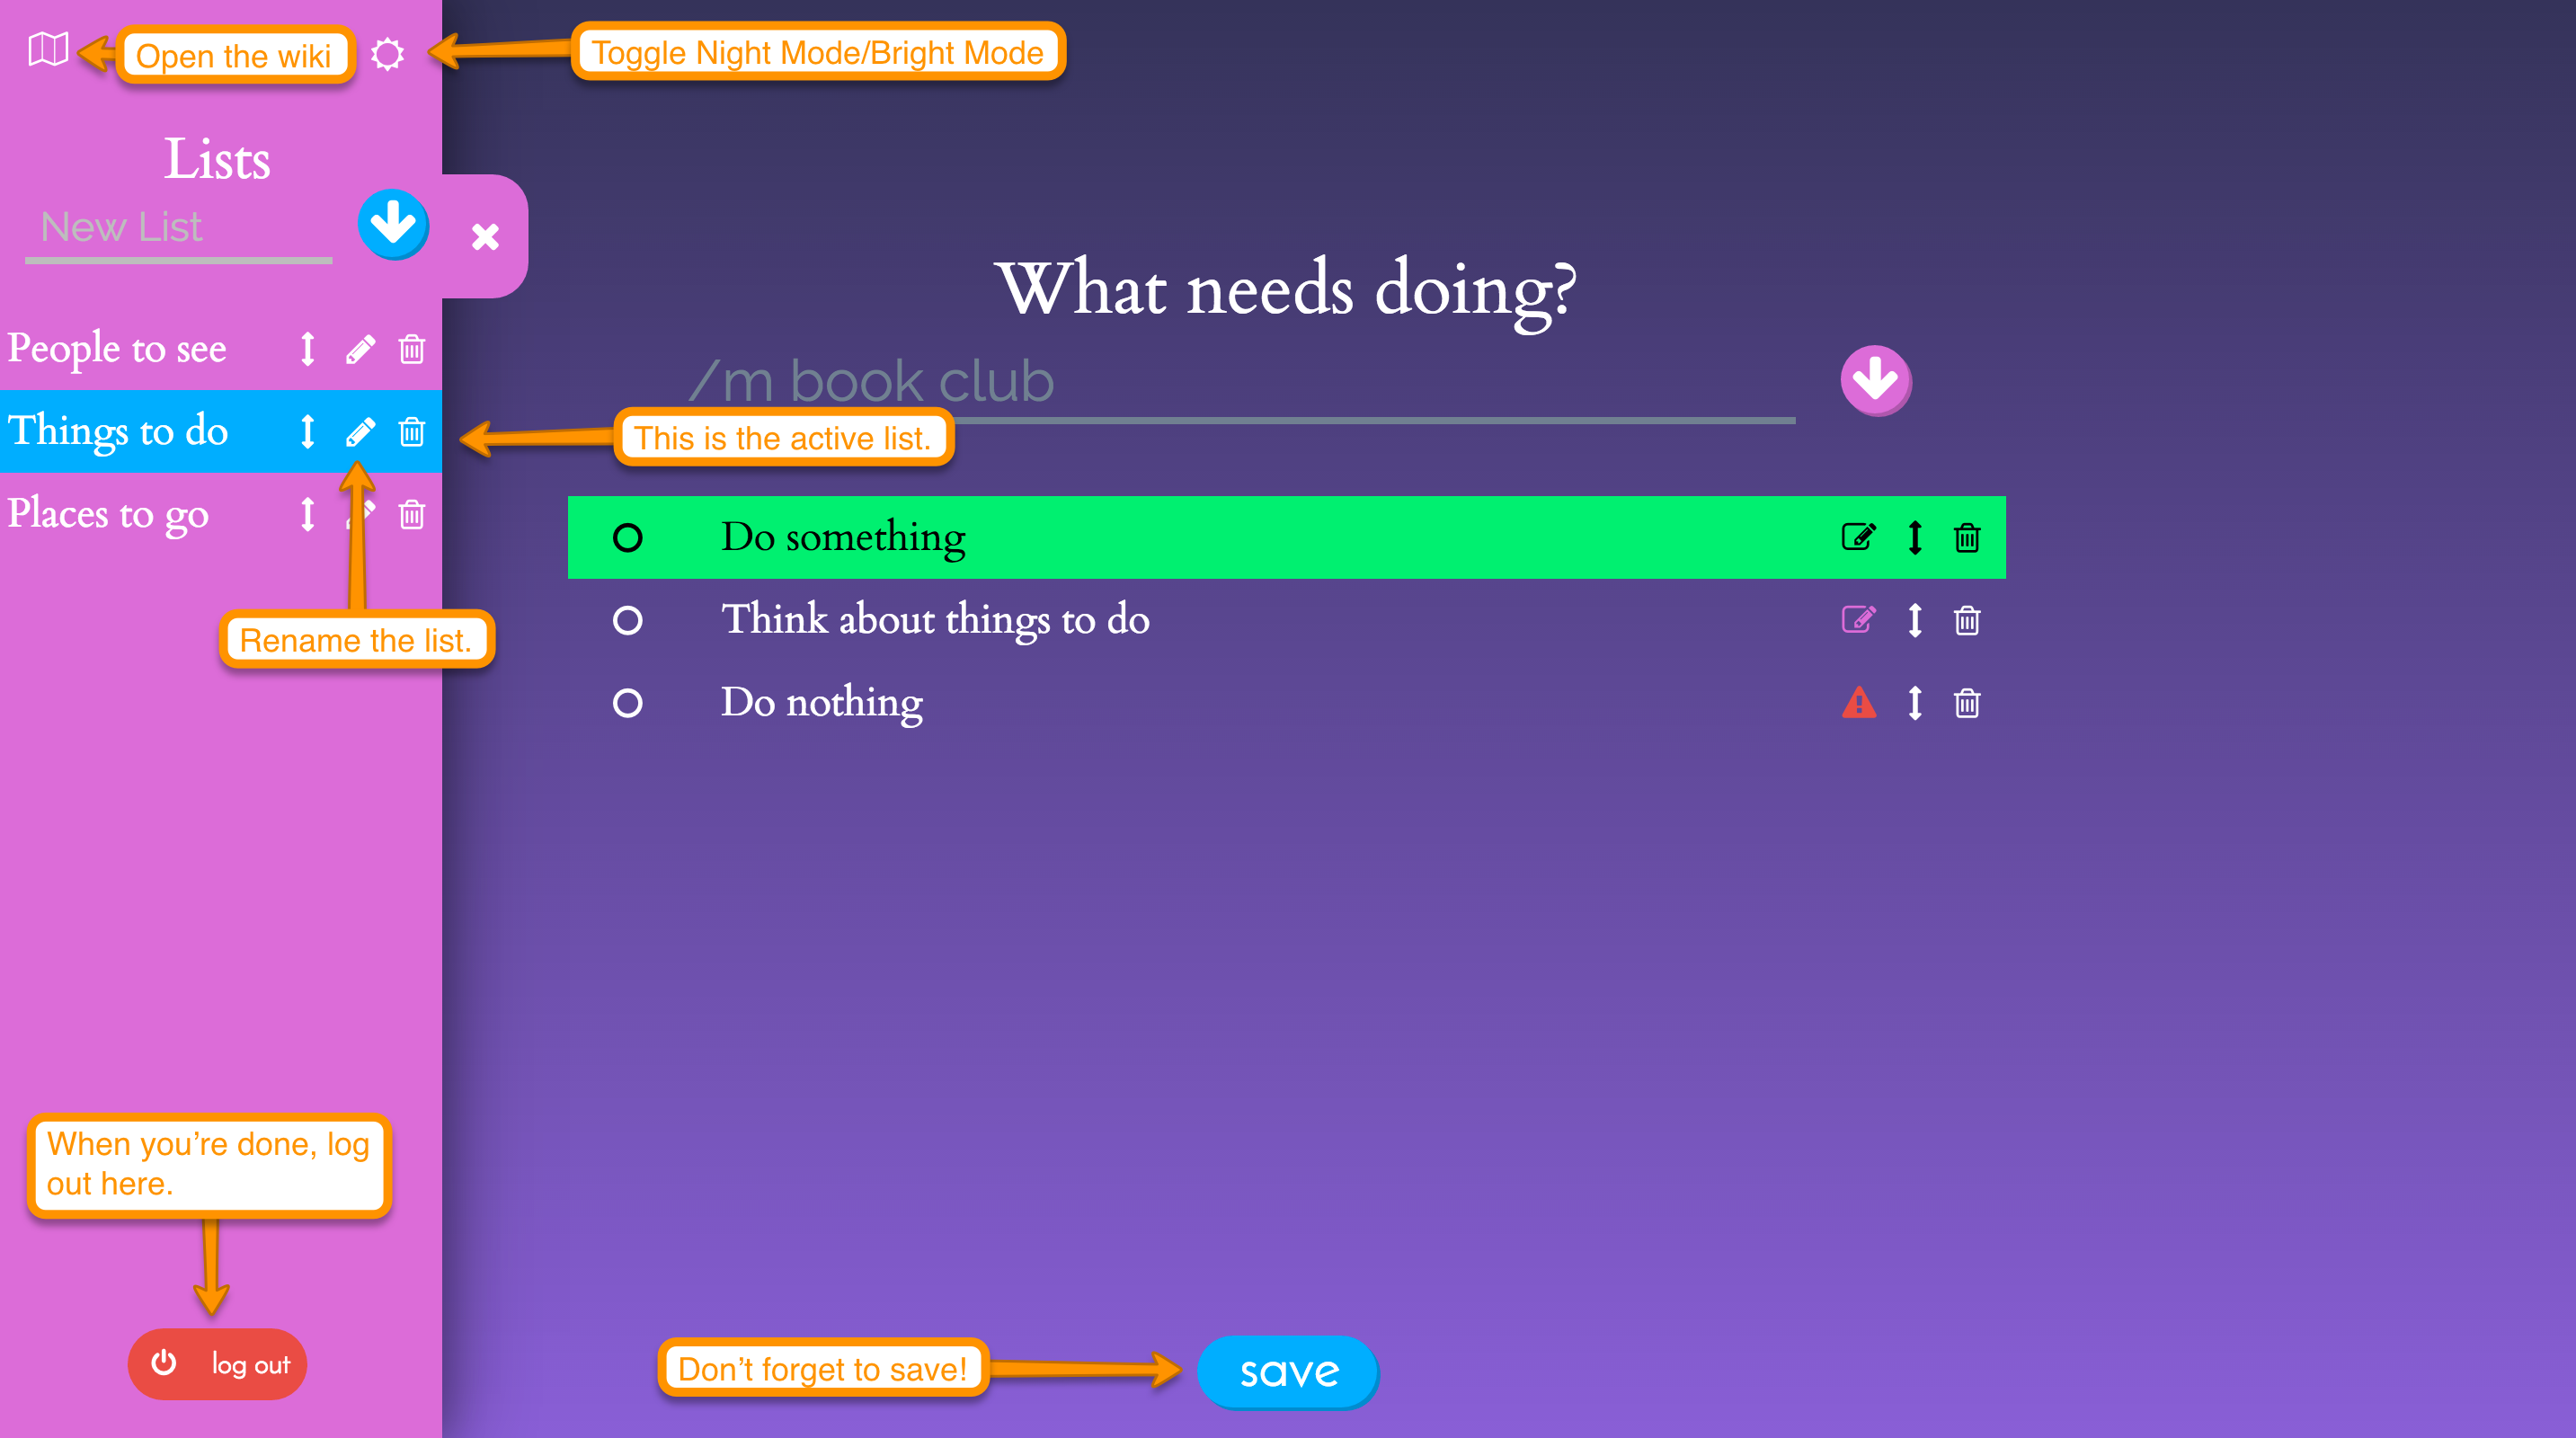 Open the wiki
Toggle Night Mode/Bright Mode
Lists
New List
What needs doing?
/m book club
People to see
Things to do
This is the active list.
Places to go
Rename the list.
Do something
Think about things to do
Do nothing
When you're done, log
out here.
log out
Don't forget to save!
save